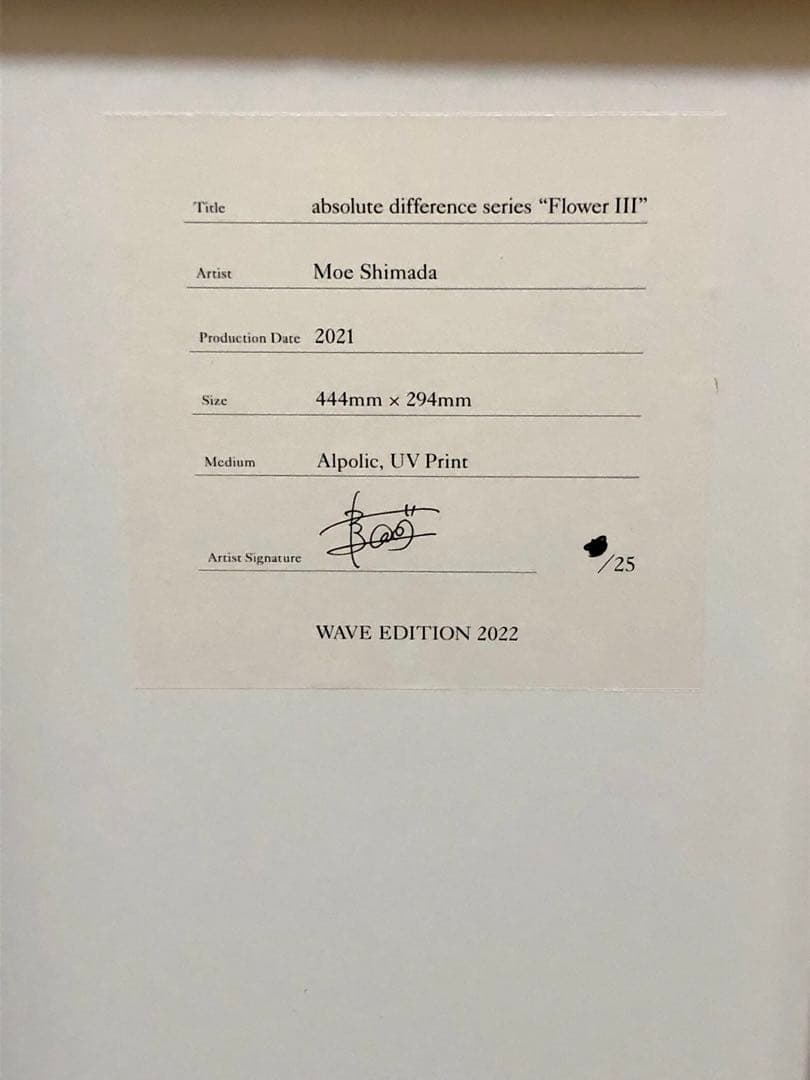 Title absolute difference series “Flower III”
Artist Moe Shimada
Production Date 2021
Size 444mm × 294mm
Medium Alpolic, UV Print
Artist Signature /25
WAVE EDITION 2022